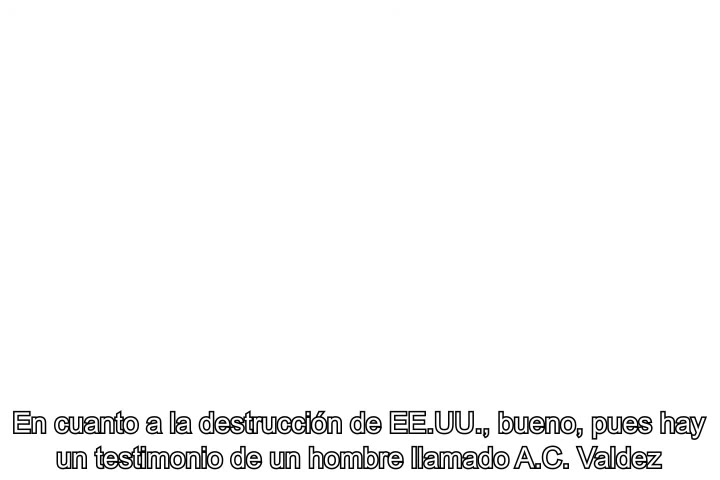 En cuanto a la destrucción de EE.UU., bueno, pues hay
un testimonio de un hombre llamado A.C. Valdez